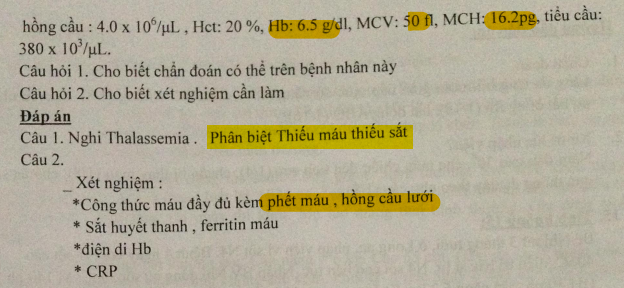 hồng cầu : 4.0 x 10⁶/μL , Hct: 20 %, Hb: 6.5 g/dl, MCV: 50 fl, MCH: 16.2pg, tiểu cầu:
380 x 10³/μL.
Câu hỏi 1. Cho biết chẩn đoán có thể trên bệnh nhân này
Câu hỏi 2. Cho biết xét nghiệm cần làm
Đáp án
Câu 1. Nghi Thalassemia . Phân biệt Thiếu máu thiếu sắt
Câu 2.
_ Xét nghiệm :
*Công thức máu đầy đủ kèm phết máu , hồng cầu lưới
* Sắt huyết thanh , ferritin máu
*điện di Hb
* CRP